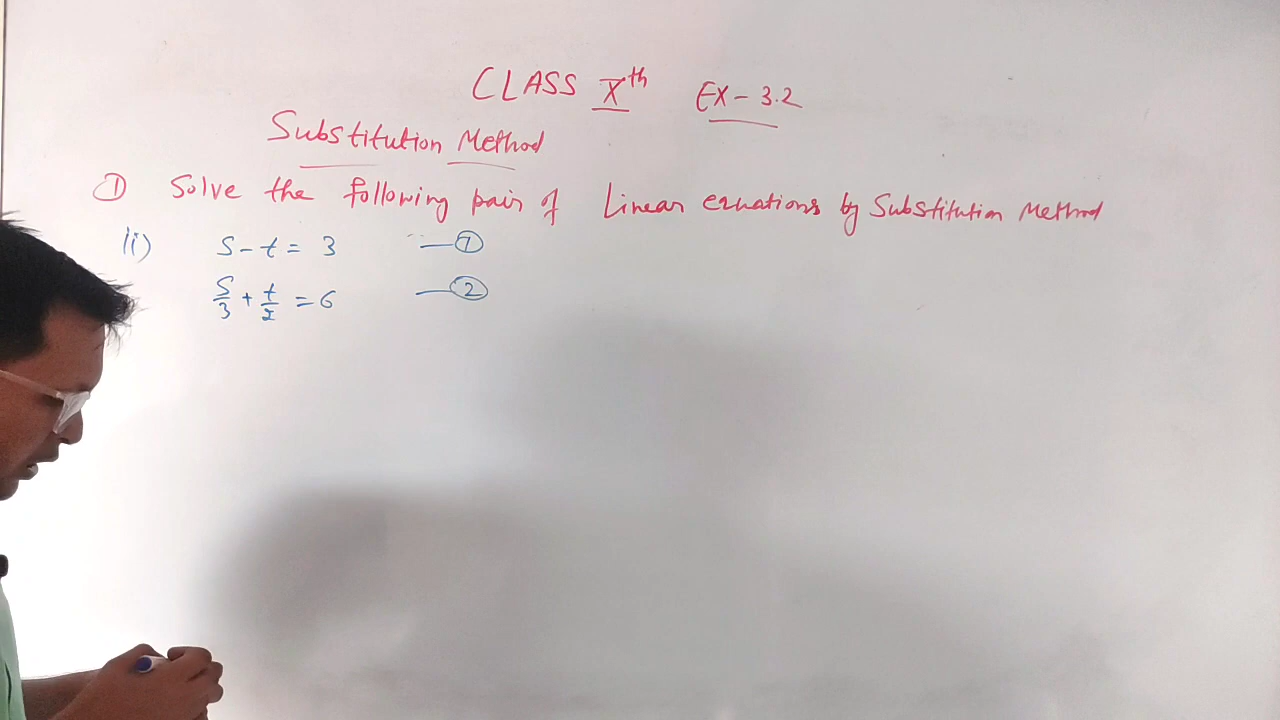 CLASS Xth EX-3.2
Substitution Method
① Solve the following pair of Linear equations by Substitution Method
ii) s-t = 3 —①
s/3 + t/2 = 6 —②